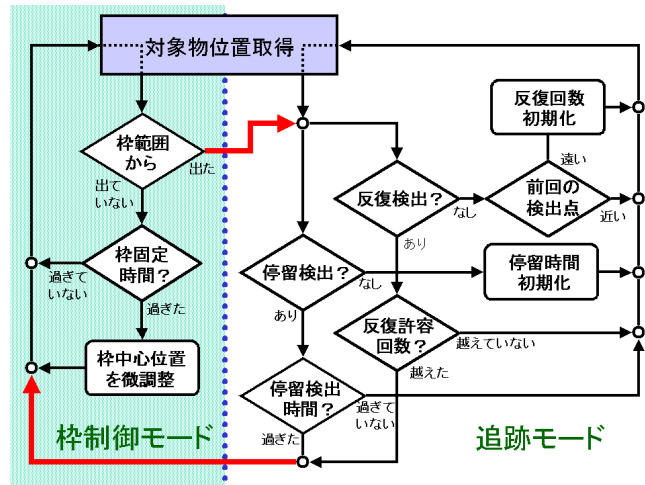 対象物位置取得
枠範囲
から
出た
出て
いない
枠固定
時間？
過ぎて
いない
過ぎた
枠中心位置
を微調整
枠制御モード
反復回数
初期化
遠い
反復検出？
なし
前回の
検出点
近い
あり
停留検出？
なし
停留時間
初期化
あり
反復許容
回数？
越えていない
越えた
停留検出
時間？
過ぎて
いない
過ぎた
追跡モード